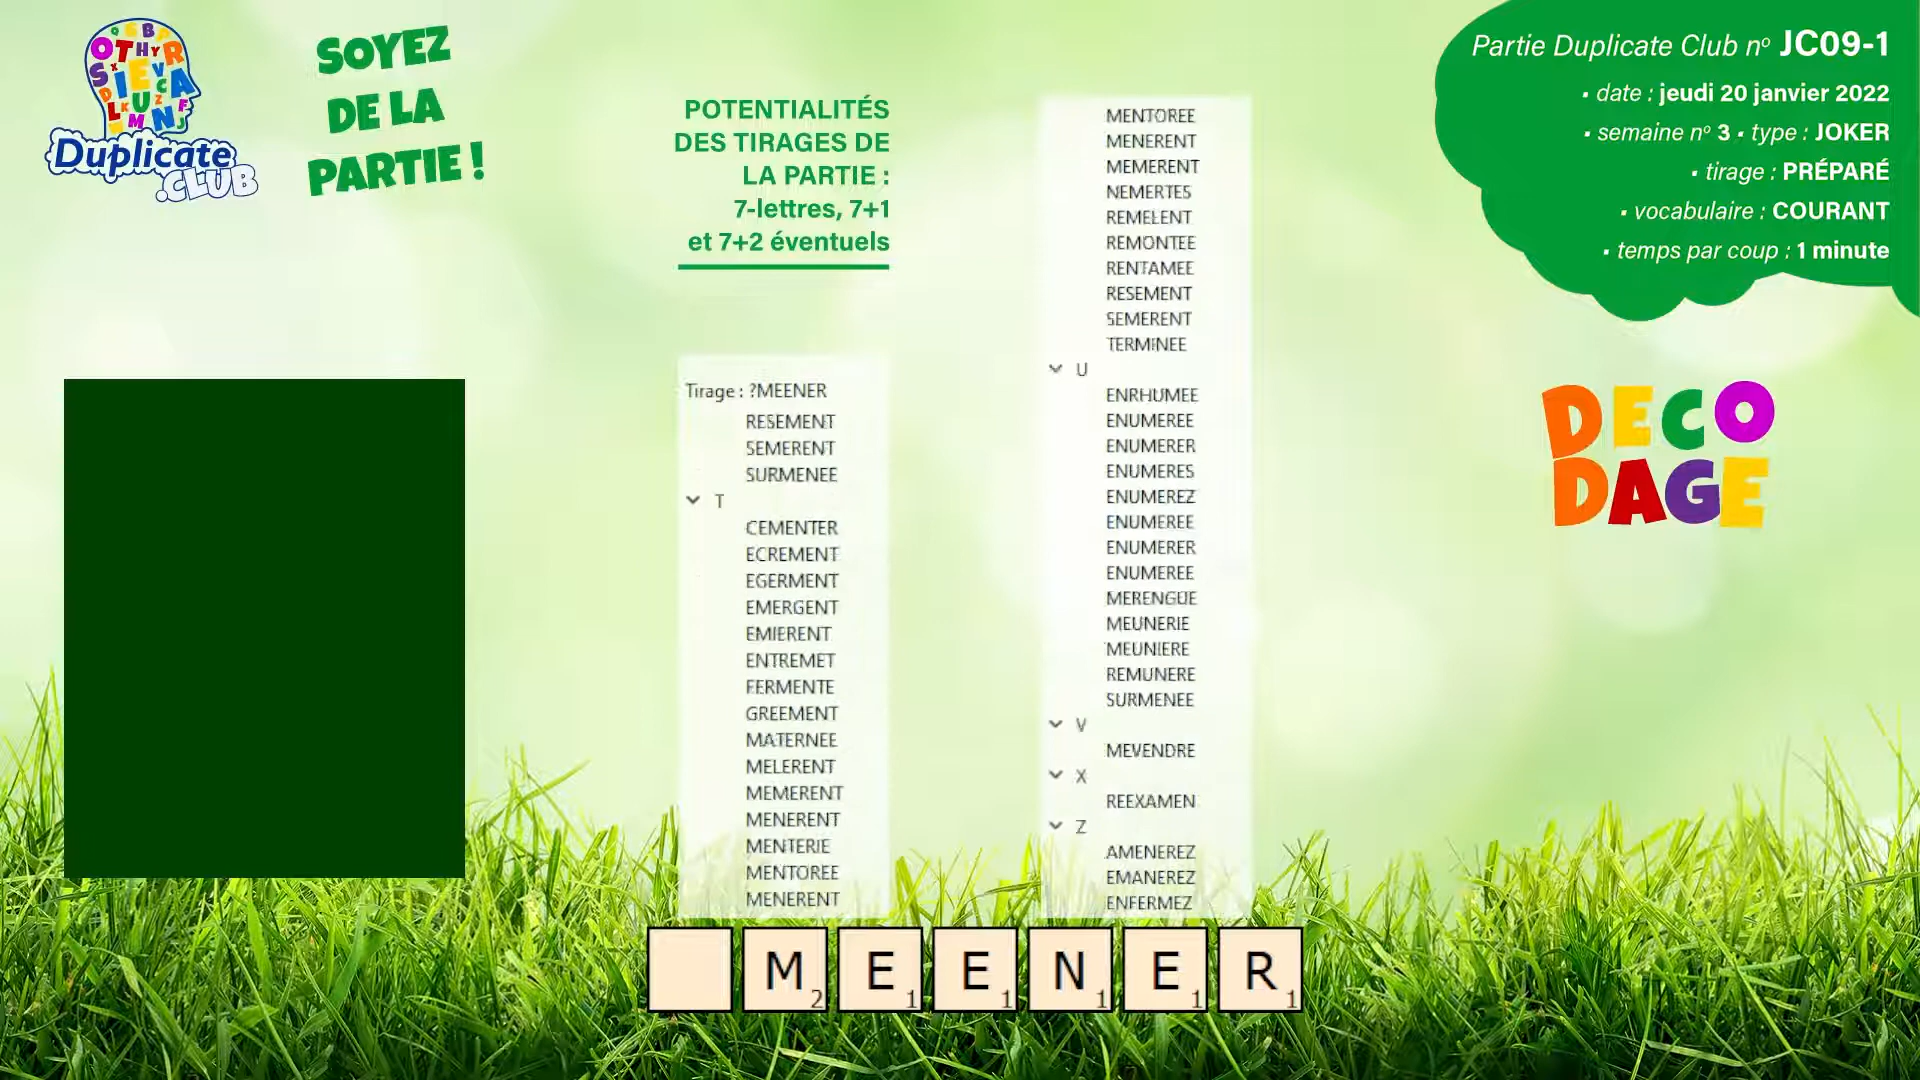 Duplicate
.CLUB
SOYEZ
DE LA
PARTIE !
POTENTIALITÉS
DES TIRAGES DE
LA PARTIE :
7-lettres, 7+1
et 7+2 éventuels
Tirage : ?MEENER
RESEMENT
SEMERENT
SURMENEE
T
CEMENTER
ECREMENT
EGERMENT
EMERGENT
EMIERENT
ENTREMET
FERMENTE
GREEMENT
MATERNEE
MELERENT
MEMERENT
MENERENT
MENTERIE
MENTOREE
MENERENT
MENTOREE
MENERENT
MEMERENT
NEMERTES
REMELENT
REMONTEE
RENTAMEE
RESEMENT
SEMERENT
TERMINEE
U
ENRHUMEE
ENUMEREE
ENUMERER
ENUMERES
ENUMEREZ
ENUMEREE
ENUMERER
ENUMEREE
MERENGUE
MEUNERIE
MEUNIERE
REMUNERE
SURMENEE
V
MEVENDRE
X
REEXAMEN
Z
AMENEREZ
EMANEREZ
ENFERMEZ
Partie Duplicate Club nº JC09-1
• date : jeudi 20 janvier 2022
• semaine nº 3 • type : JOKER
• tirage : PRÉPARÉ
• vocabulaire : COURANT
• temps par coup : 1 minute
DECO
DAGE
M2 E1 E1 N1 E1 R1